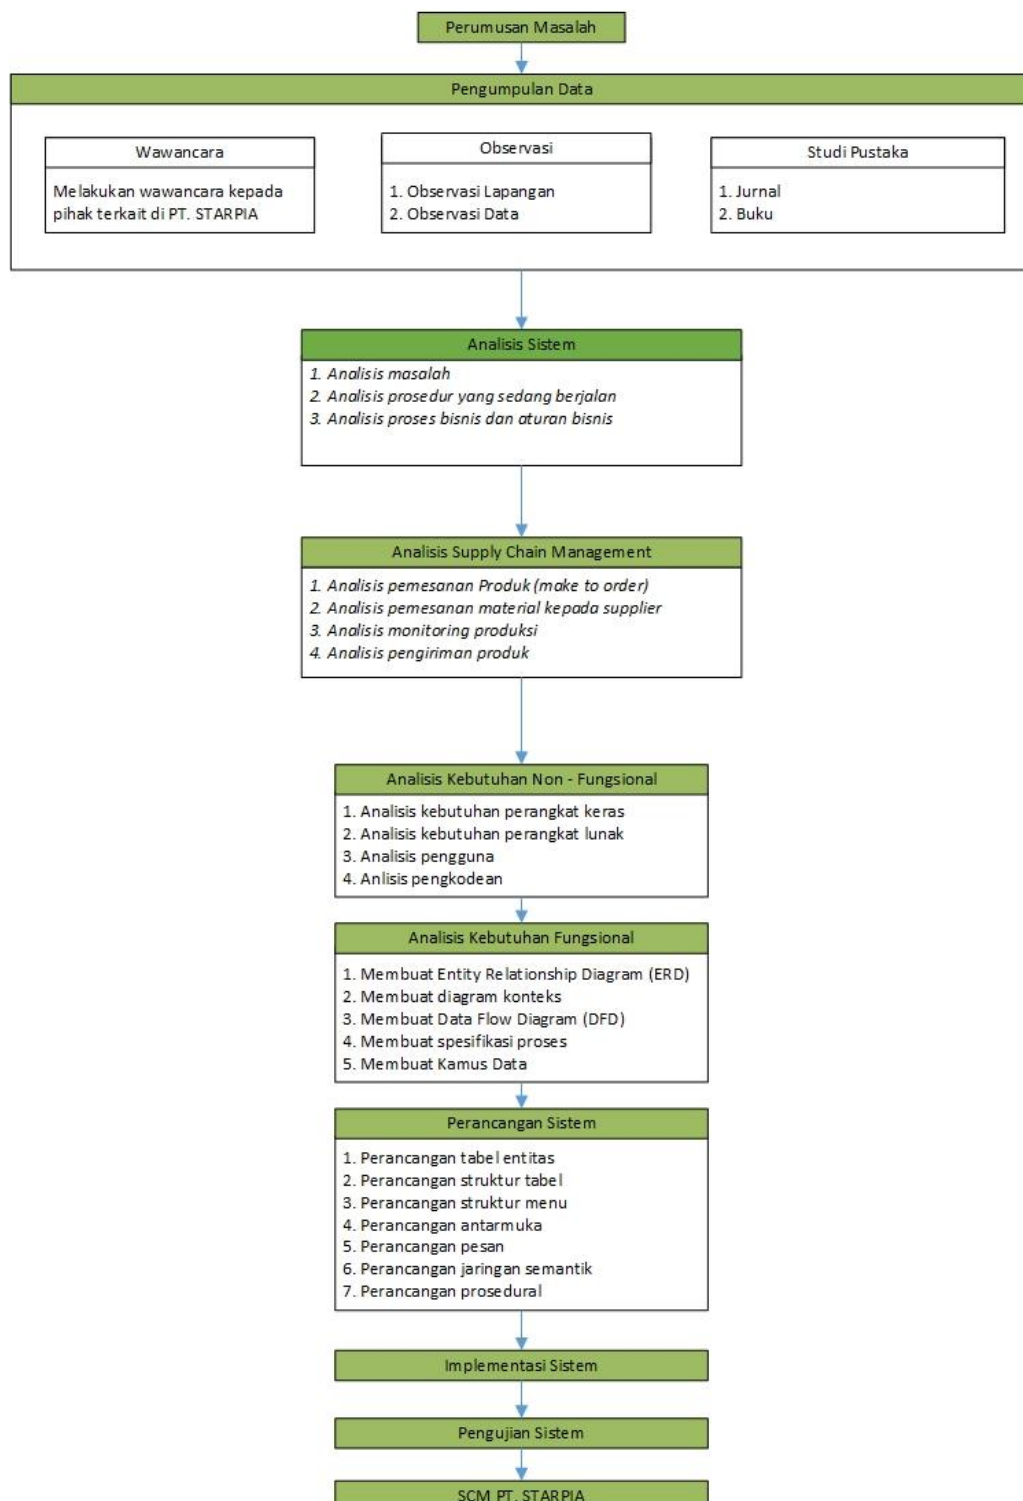 Perumusan Masalah
Pengumpulan Data
Wawancara
Melakukan wawancara kepada
pihak terkait di PT. STARPIA
Observasi
1. Observasi Lapangan
2. Observasi Data
Studi Pustaka
1. Jurnal
2. Buku
Analisis Sistem
1. Analisis masalah
2. Analisis prosedur yang sedang berjalan
3. Analisis proses bisnis dan aturan bisnis
Analisis Supply Chain Management
1. Analisis pemesanan Produk (make to order)
2. Analisis pemesanan material kepada supplier
3. Analisis monitoring produksi
4. Analisis pengiriman produk
Analisis Kebutuhan Non - Fungsional
1. Analisis kebutuhan perangkat keras
2. Analisis kebutuhan perangkat lunak
3. Analisis pengguna
4. Anlisis pengkodean
Analisis Kebutuhan Fungsional
1. Membuat Entity Relationship Diagram (ERD)
2. Membuat diagram konteks
3. Membuat Data Flow Diagram (DFD)
4. Membuat spesifikasi proses
5. Membuat Kamus Data
Perancangan Sistem
1. Perancangan tabel entitas
2. Perancangan struktur tabel
3. Perancangan struktur menu
4. Perancangan antarmuka
5. Perancangan pesan
6. Perancangan jaringan semantik
7. Perancangan prosedural
Implementasi Sistem
Pengujian Sistem
SCM PT. STARPIA